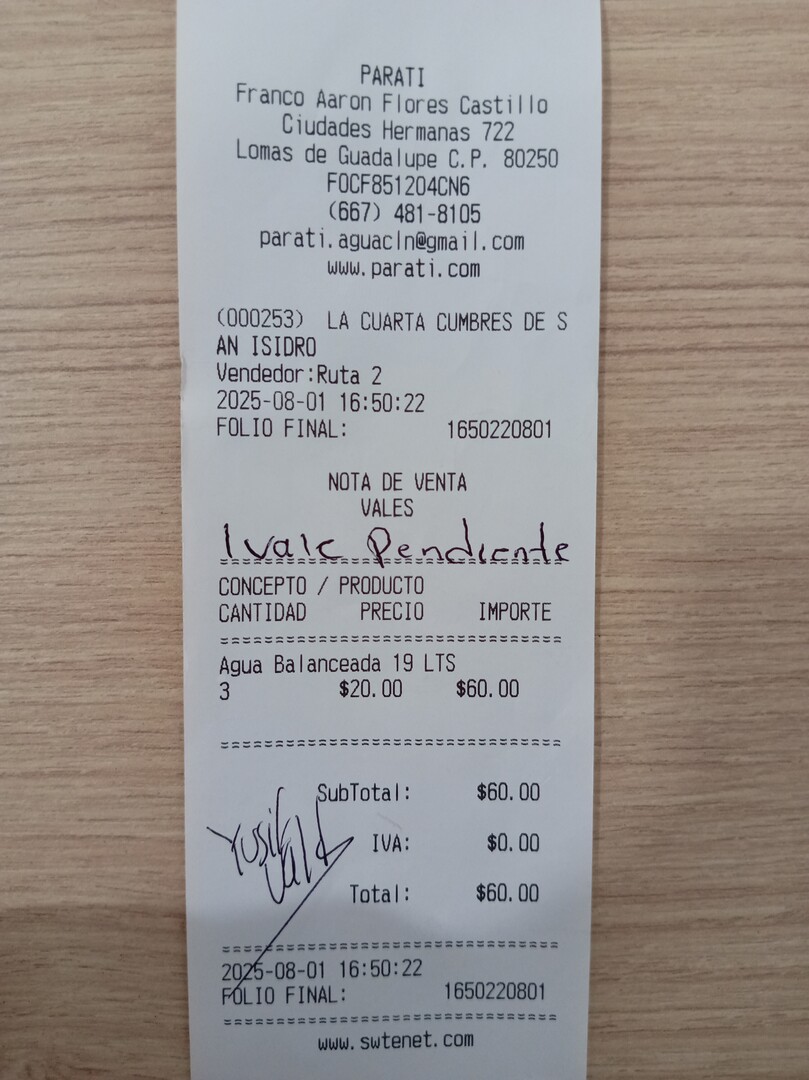 PARATI
Franco Aaron Flores Castillo
Ciudades Hermanas 722
Lomas de Guadalupe C.P. 80250
FOCF851204CN6
(667) 481-8105
parati.aguacln@gmail.com
www.parati.com
(000253) LA CUARTA CUMBRES DE S
AN ISIDRO
Vendedor:Ruta 2
2025-08-01 16:50:22
FOLIO FINAL: 1650220801
NOTA DE VENTA
VALES
1 vale Pendiente
==================================
CONCEPTO / PRODUCTO
CANTIDAD PRECIO IMPORTE
==================================
Agua Balanceada 19 LTS
3 $20.00 $60.00
==================================
SubTotal: $60.00
IVA: $0.00
Total: $60.00
==================================
2025-08-01 16:50:22
FOLIO FINAL: 1650220801
==================================
www.swtenet.com